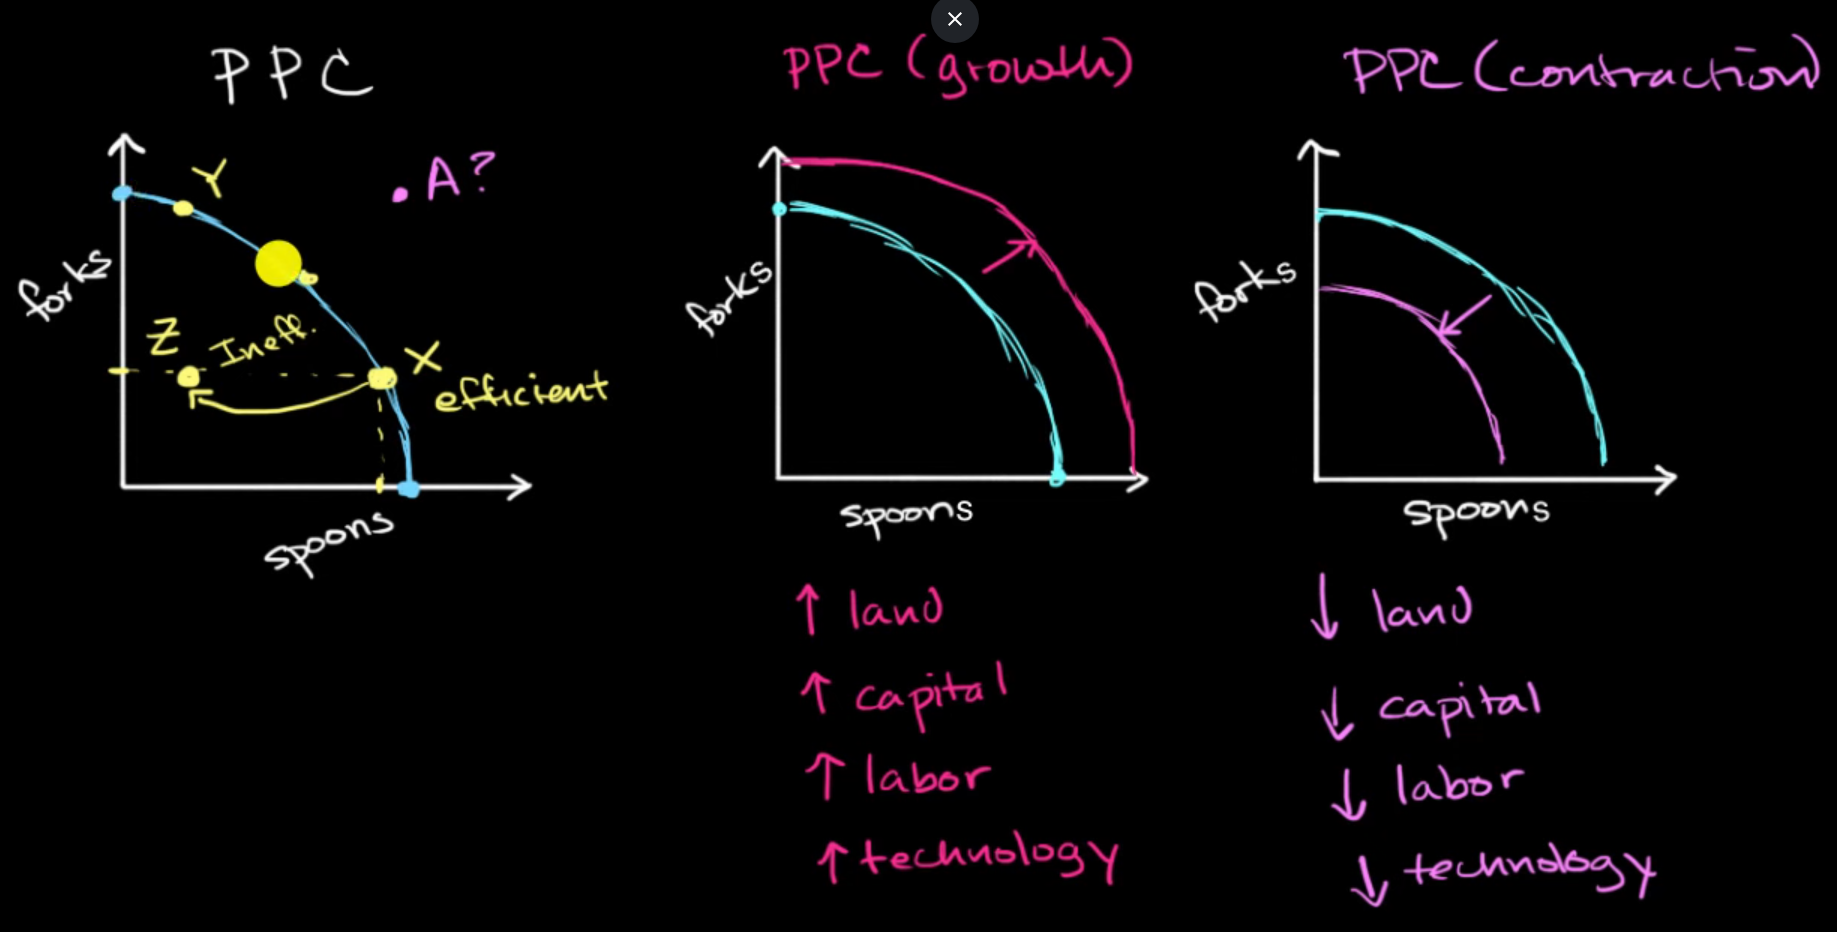 PPC
Y
A?
forks
Z
Ineff.
X
efficient
spoons
PPC (growth)
forks
spoons
↑ land
↑ capital
↑ labor
↑ technology
PPC (contraction)
forks
spoons
↓ land
↓ capital
↓ labor
↓ technology